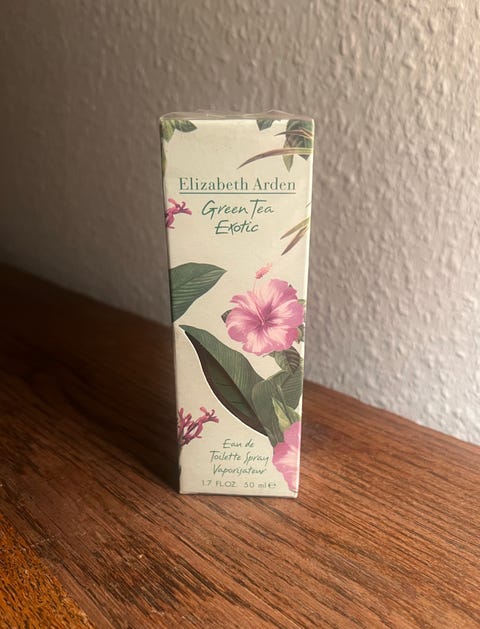 Elizabeth Arden
Green Tea
Exotic
Eau de
Toilette Spray
Vaporisateur
1.7 FL.OZ. 50 ml ℮